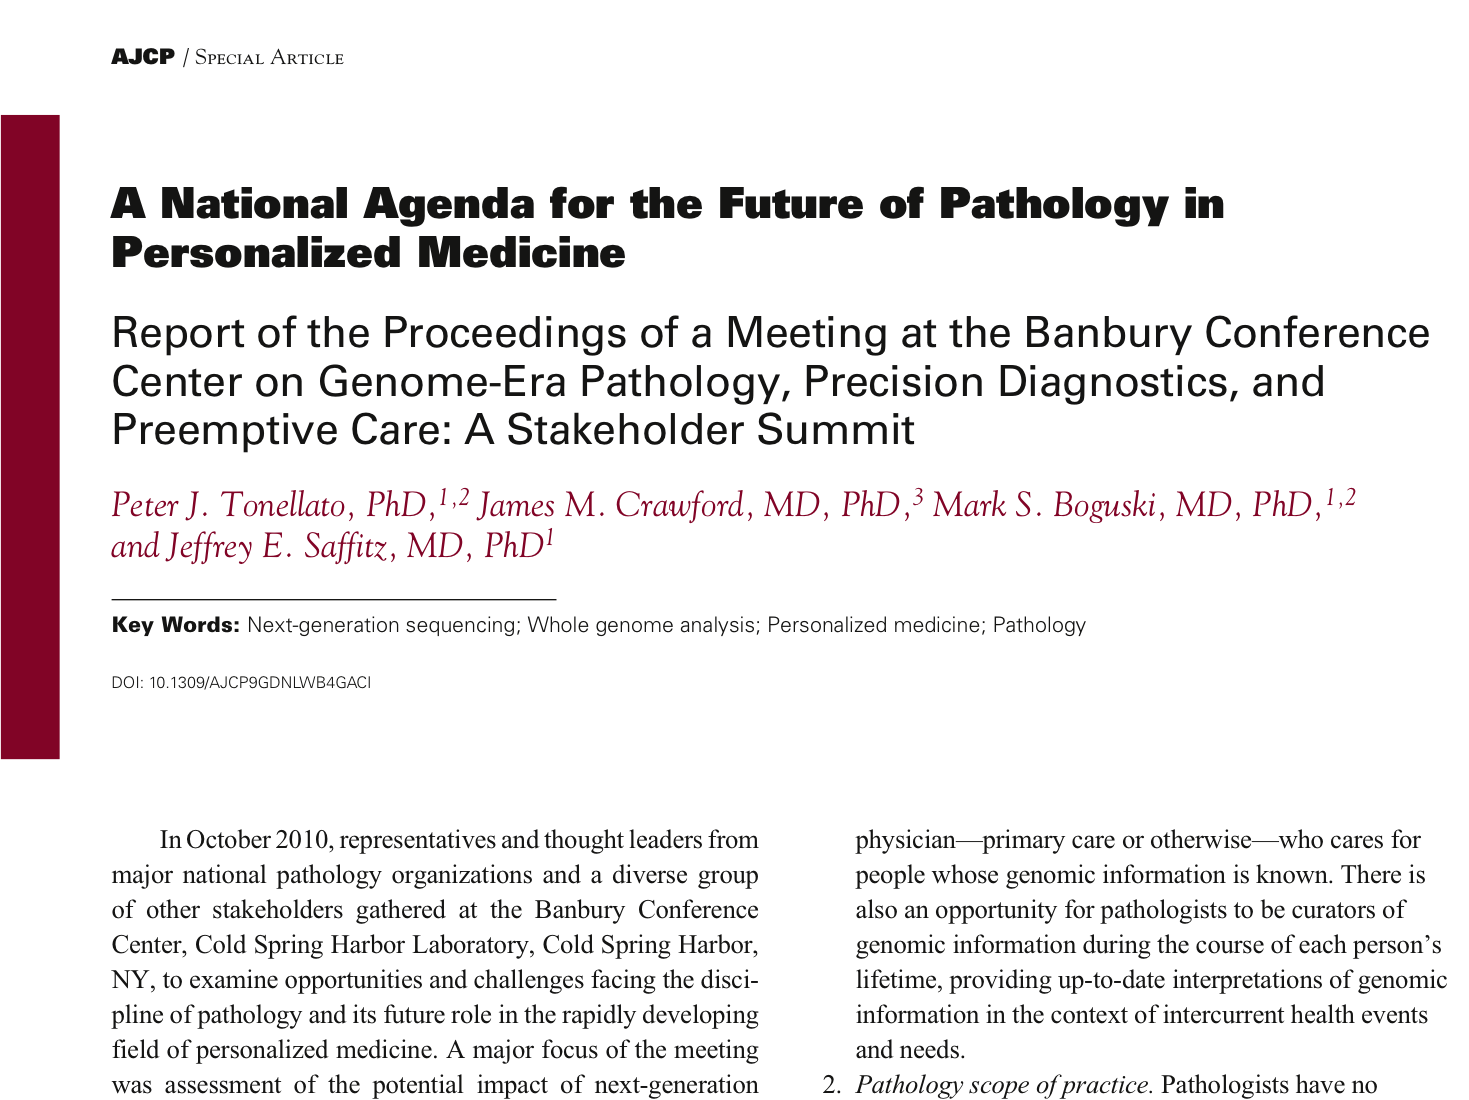 AJCP / Special Article
A National Agenda for the Future of Pathology in
Personalized Medicine
Report of the Proceedings of a Meeting at the Banbury Conference
Center on Genome-Era Pathology, Precision Diagnostics, and
Preemptive Care: A Stakeholder Summit
Peter J. Tonellato, PhD,1,2 James M. Crawford, MD, PhD,3 Mark S. Boguski, MD, PhD,1,2
and Jeffrey E. Saffitz, MD, PhD1
Key Words: Next-generation sequencing; Whole genome analysis; Personalized medicine; Pathology
DOI: 10.1309/AJCP9GDNLWB4GACI
In October 2010, representatives and thought leaders from
major national pathology organizations and a diverse group
of other stakeholders gathered at the Banbury Conference
Center, Cold Spring Harbor Laboratory, Cold Spring Harbor,
NY, to examine opportunities and challenges facing the disci-
pline of pathology and its future role in the rapidly developing
field of personalized medicine. A major focus of the meeting
was assessment of the potential impact of next-generation
physician—primary care or otherwise—who cares for
people whose genomic information is known. There is
also an opportunity for pathologists to be curators of
genomic information during the course of each person's
lifetime, providing up-to-date interpretations of genomic
information in the context of intercurrent health events
and needs.
2. Pathology scope of practice. Pathologists have no